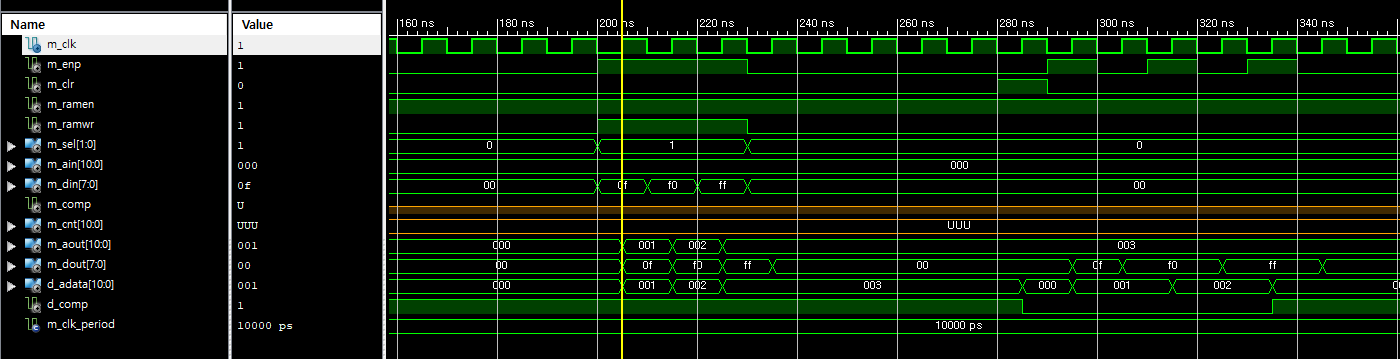 Name Value 160 ns 180 ns 200 ns 220 ns 240 ns 260 ns 280 ns 300 ns 320 ns 340 ns
m_clk 1
m_enp 1
m_clr 0
m_ramen 1
m_ramwr 1
m_sel[1:0] 1 0 1 0
m_ain[10:0] 000 000
m_din[7:0] 0f 00 0f f0 ff 00
m_comp U
m_cnt[10:0] UUU UUU
m_aout[10:0] 001 000 001 002 003
m_dout[7:0] 00 00 0f f0 ff 00 0f f0 ff
d_adata[10:0] 001 000 001 002 003 000 001 002
d_comp 1
m_clk_period 10000 ps 10000 ps